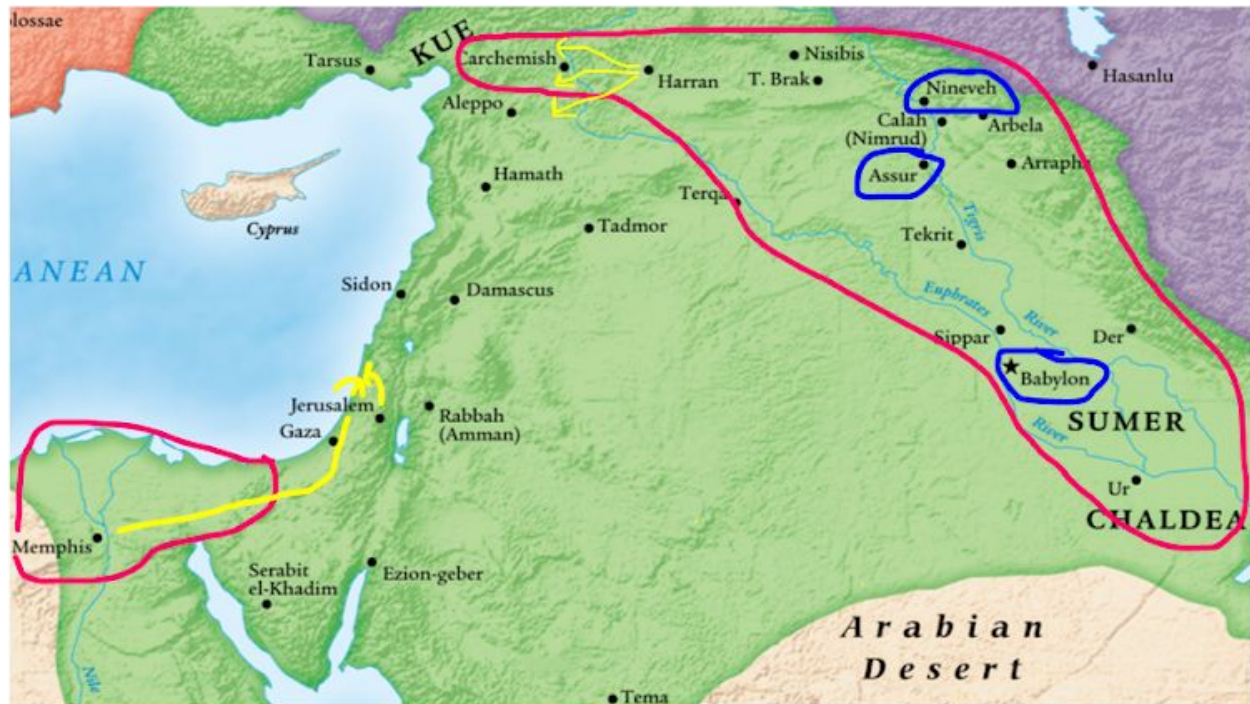 olossae
Tarsus
KUE
Carchemish
Harran
Nisibis
T. Brak
Hasanlu
Nineveh
Aleppo
Calah
(Nimrud)
Arbela
Hamath
Assur
Arrapha
Terqa
Cyprus
Tadmor
Tigris
Tekrit
ANEAN
Sidon
Damascus
Euphrates
River
Sippar
Der
Babylon
Jerusalem
Gaza
Rabbah
(Amman)
SUMER
River
Ur
CHALDEA
Memphis
Serabit
el-Khadim
Ezion-geber
Arabian
Desert
Nile
Tema